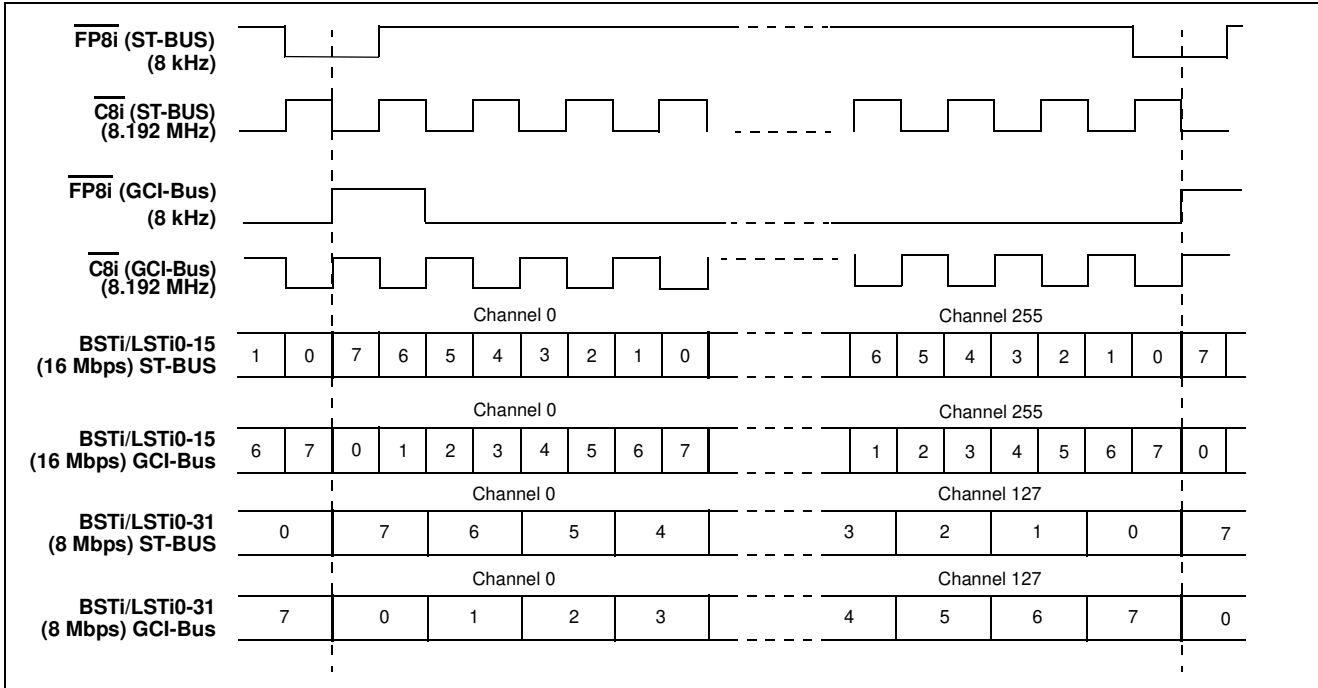 FP8i (ST-BUS)
(8 kHz)
C8i (ST-BUS)
(8.192 MHz)
FP8i (GCI-Bus)
(8 kHz)
C8i (GCI-Bus)
(8.192 MHz)
Channel 0 Channel 255
BSTi/LSTi0-15
(16 Mbps) ST-BUS
1 0 7 6 5 4 3 2 1 0 6 5 4 3 2 1 0 7
Channel 0 Channel 255
BSTi/LSTi0-15
(16 Mbps) GCI-Bus
6 7 0 1 2 3 4 5 6 7 1 2 3 4 5 6 7 0
Channel 0 Channel 127
BSTi/LSTi0-31
(8 Mbps) ST-BUS
0 7 6 5 4 3 2 1 0 7
Channel 0 Channel 127
BSTi/LSTi0-31
(8 Mbps) GCI-Bus
7 0 1 2 3 4 5 6 7 0